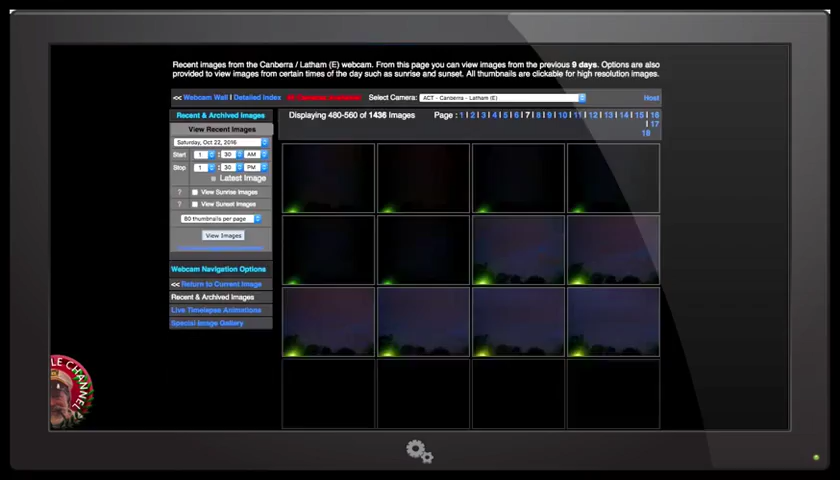 Recent images from the Canberra / Latham (E) webcam. From this page you can view images from the previous 9 days. Options are also
provided to view images from certain times of the day such as sunrise and sunset. All thumbnails are clickable for high resolution images.
<< Webcam Wall | Detailed Index
Select Camera: ACT - Canberra - Latham (E)
Host
Recent & Archived Images
View Recent Images
Saturday, Oct 22, 2016
Start 1 : 30 AM
Stop 1 : 30 PM
Latest Image
? View Sunrise Images
? View Sunset Images
80 thumbnails per page
View Images
Displaying 480-560 of 1436 Images
Page : 1 | 2 | 3 | 4 | 5 | 6 | 7 | 8 | 9 | 10 | 11 | 12 | 13 | 14 | 15 | 16
| 17
18
Webcam Navigation Options
<< Return to Current Image
Recent & Archived Images
Live Timelapse Animations
Special Image Gallery
LE CHANNEL